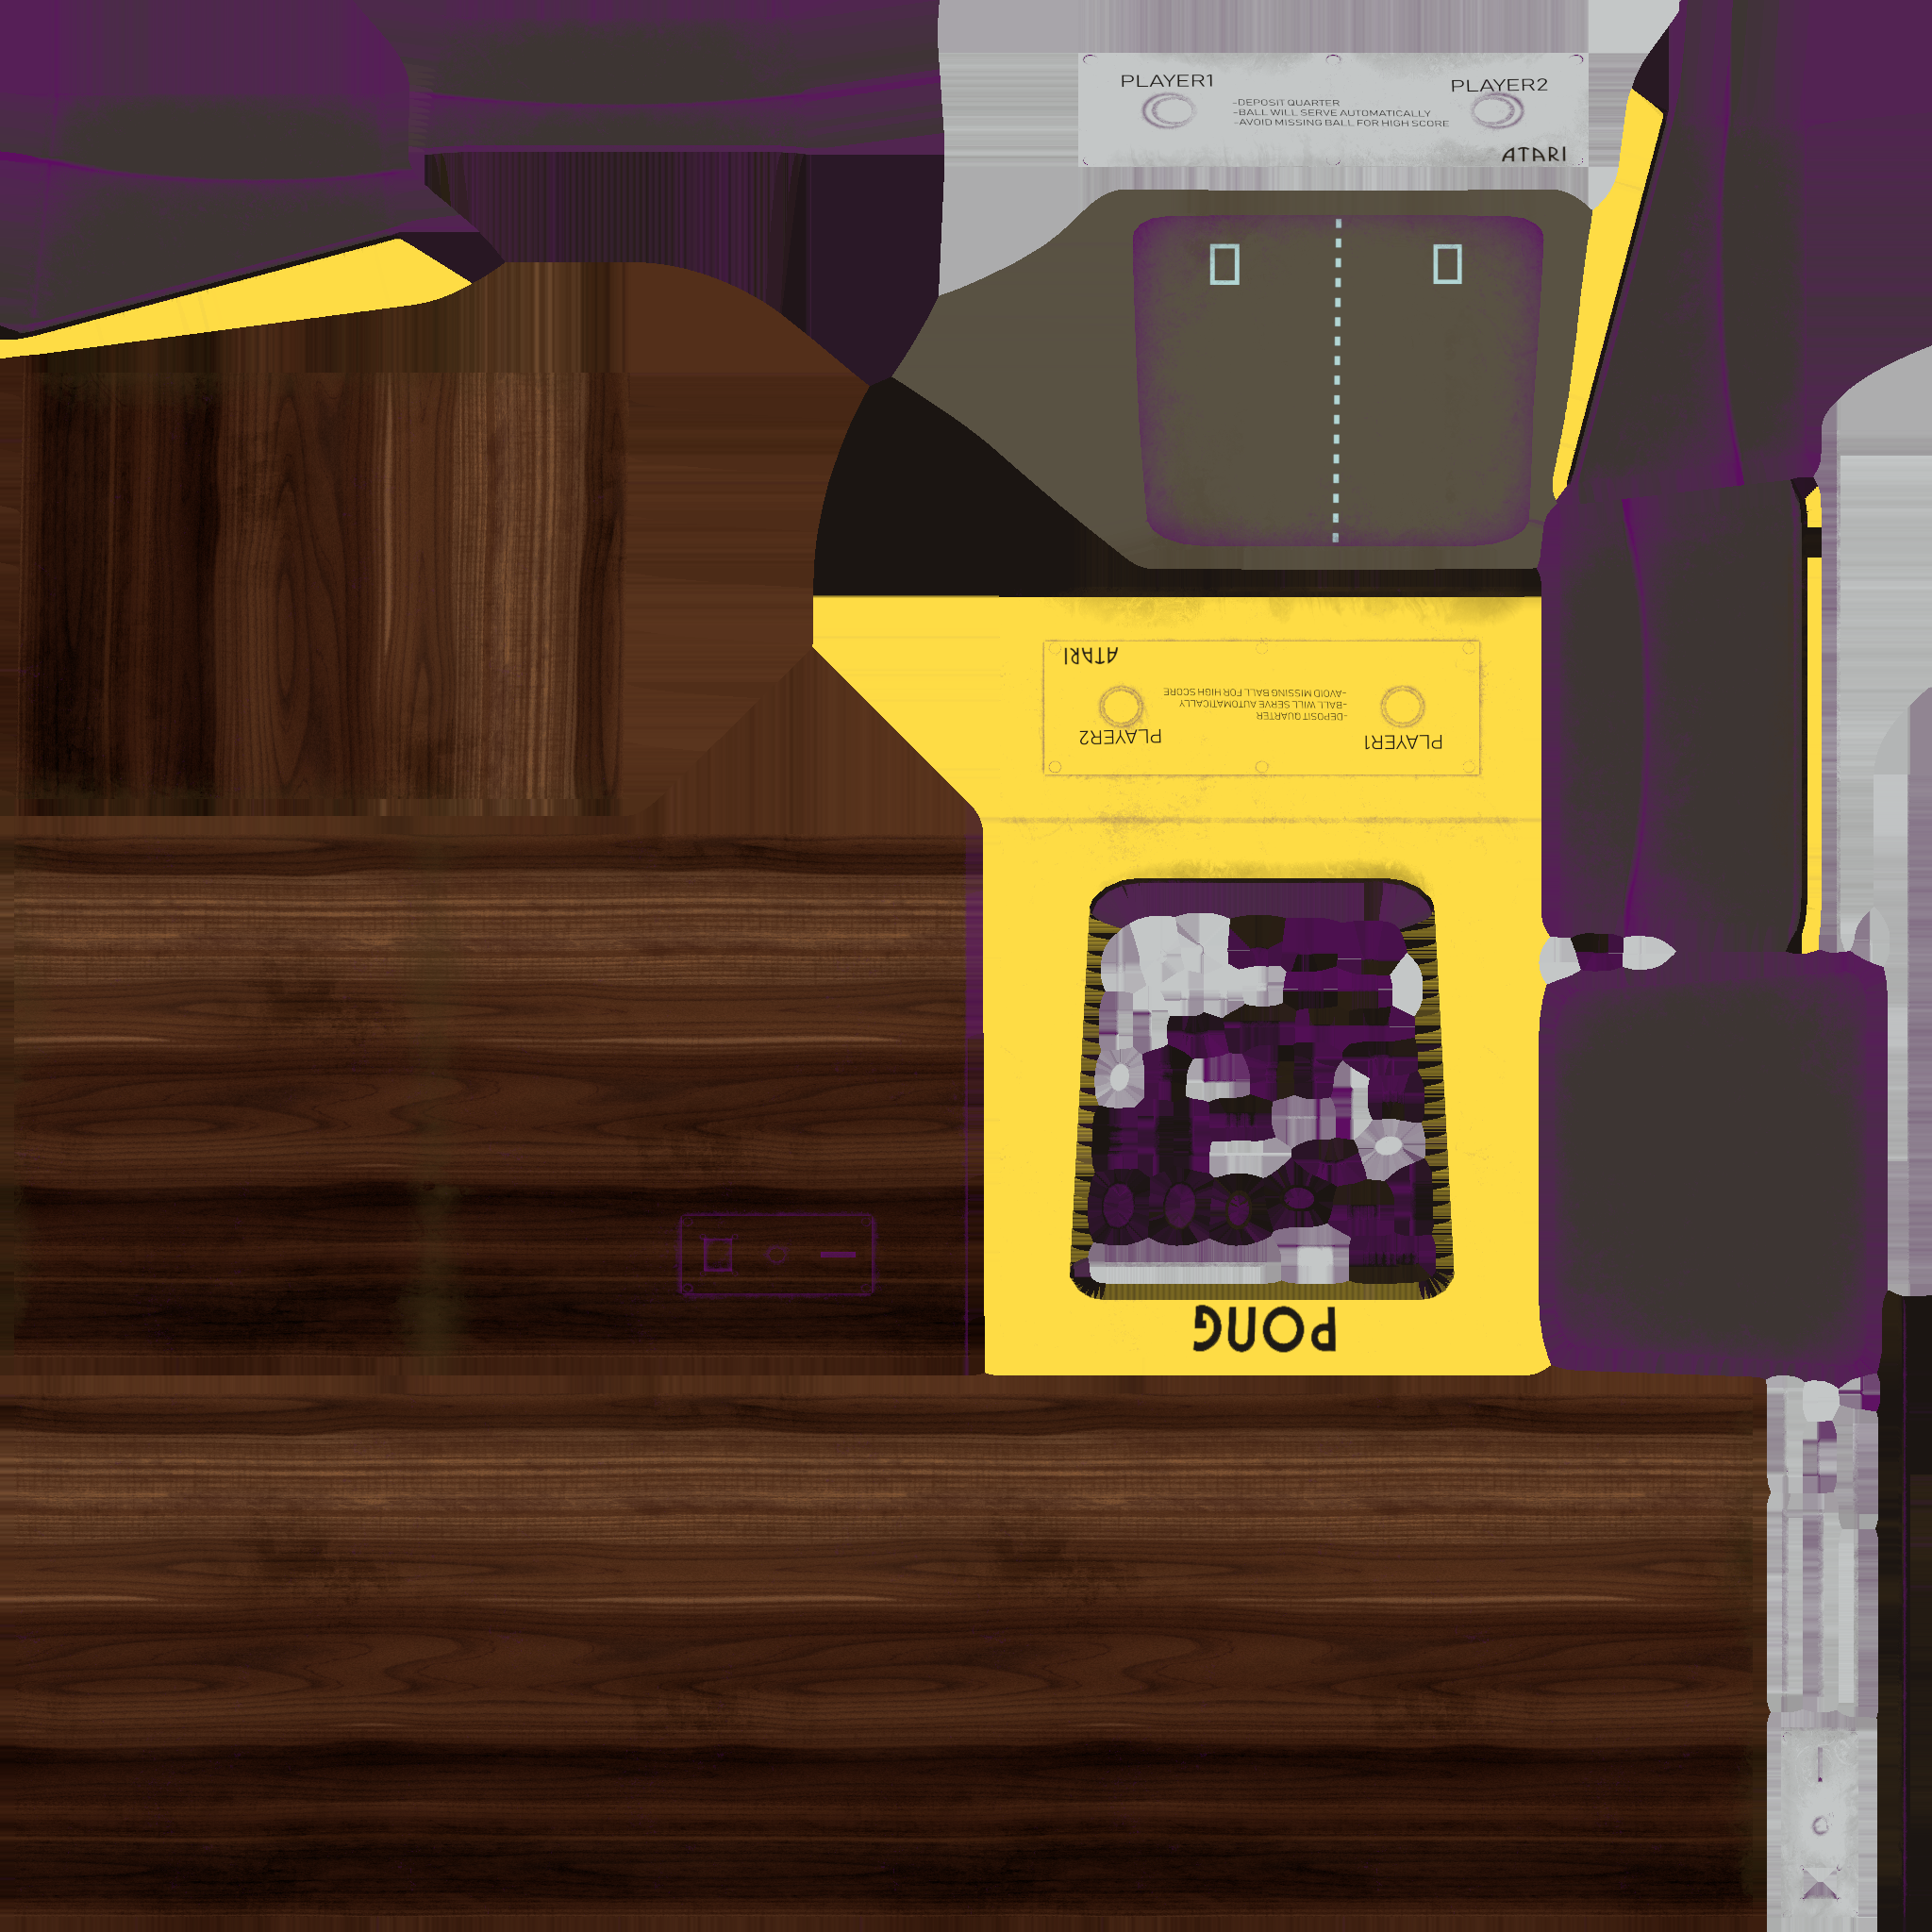 PLAYER1
PLAYER2
-DEPOSIT QUARTER
-BALL WILL SERVE AUTOMATICALLY
-AVOID MISSING BALL FOR HIGH SCORE
ATARI
PLAYER1
PLAYER2
-DEPOSIT QUARTER
-BALL WILL SERVE AUTOMATICALLY
-AVOID MISSING BALL FOR HIGH SCORE
ATARI
PONG